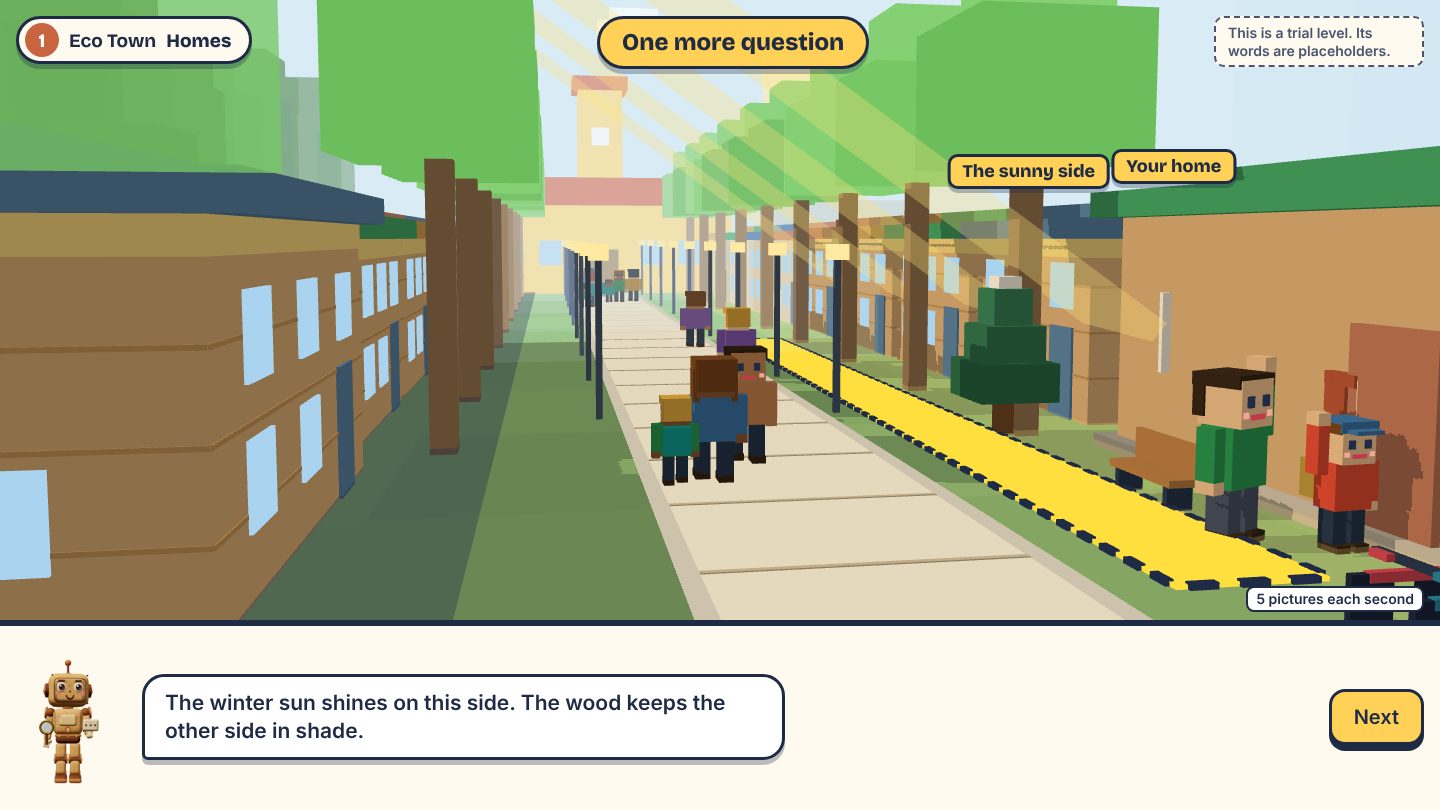 1 Eco Town Homes
One more question
This is a trial level. Its
words are placeholders.
The sunny side
Your home
5 pictures each second
The winter sun shines on this side. The wood keeps the
other side in shade.
Next